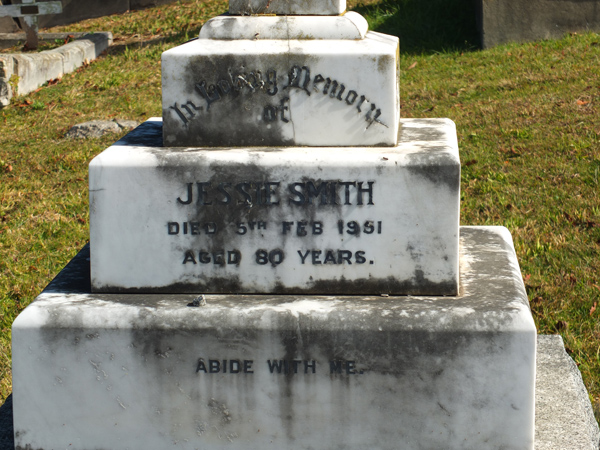 In Loving Memory
of
JESSIE SMITH
DIED 5TH FEB 1951
AGED 80 YEARS.
ABIDE WITH ME.